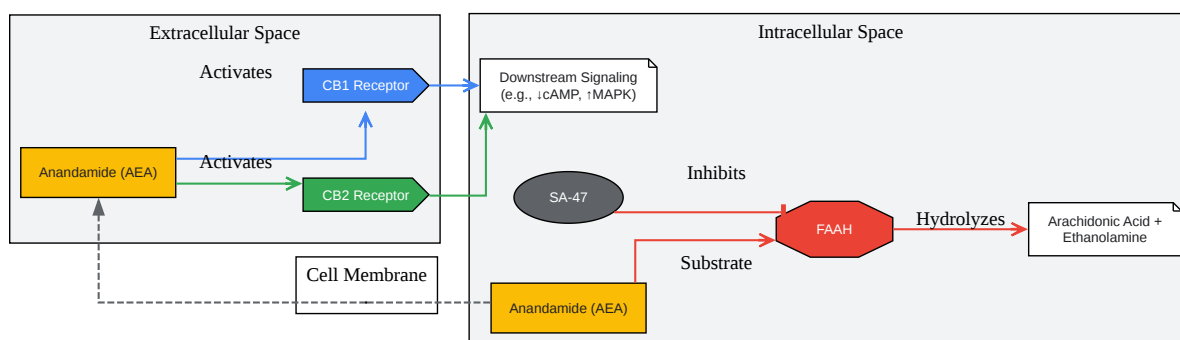 Extracellular Space
Intracellular Space
Activates
CB1 Receptor
Downstream Signaling
(e.g., ↓cAMP, ↑MAPK)
Anandamide (AEA)
Activates
CB2 Receptor
Inhibits
SA-47
FAAH
Hydrolyzes
Arachidonic Acid +
Ethanolamine
Substrate
Cell Membrane
Anandamide (AEA)